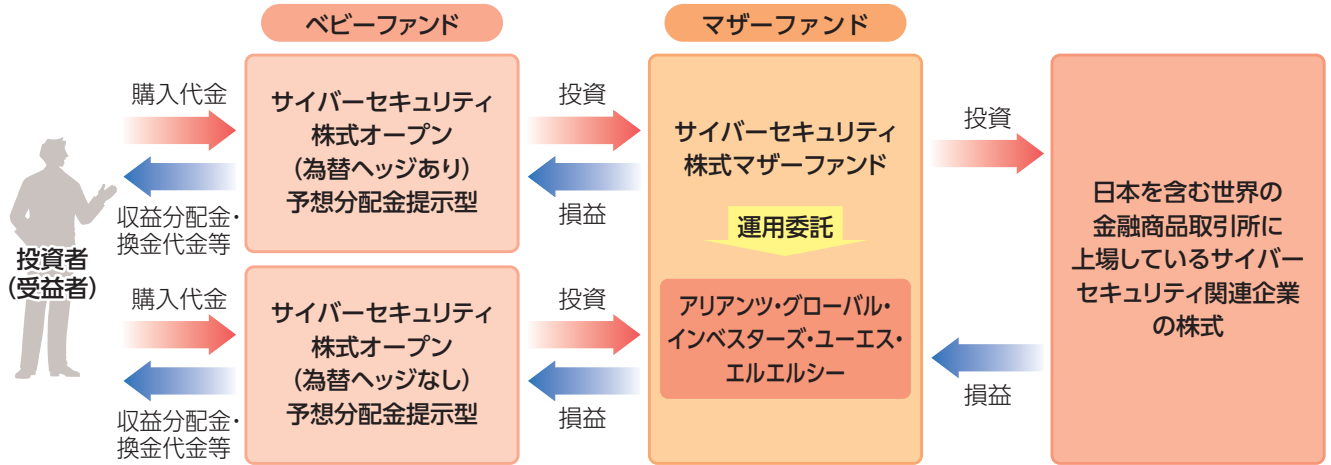 ベビーファンド
マザーファンド
投資者
(受益者)
購入代金
収益分配金・
換金代金等
サイバーセキュリティ
株式オープン
(為替ヘッジあり)
予想分配金提示型
投資
損益
購入代金
収益分配金・
換金代金等
サイバーセキュリティ
株式オープン
(為替ヘッジなし)
予想分配金提示型
投資
損益
サイバーセキュリティ
株式マザーファンド
運用委託
アリアンツ・グローバル・
インベスターズ・ユーエス・
エルエルシー
投資
損益
日本を含む世界の
金融商品取引所に
上場しているサイバー
セキュリティ関連企業
の株式